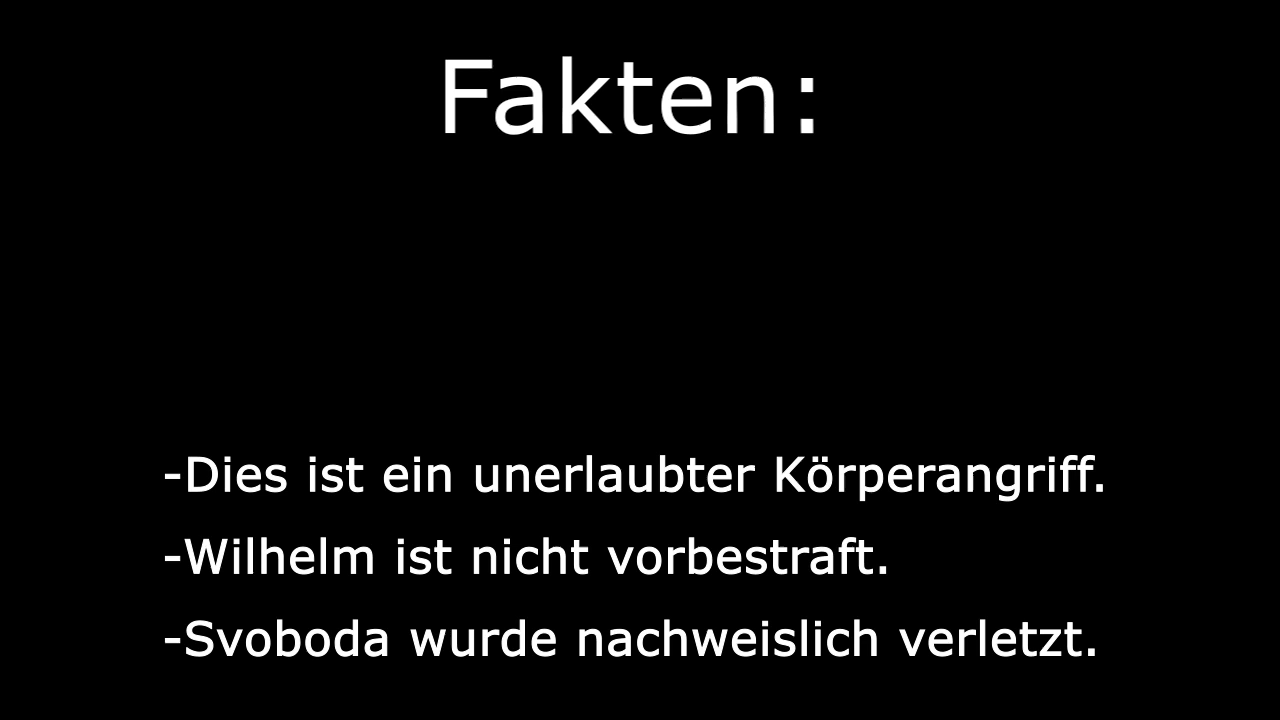 Fakten:
-Dies ist ein unerlaubter Körperangriff.
-Wilhelm ist nicht vorbestraft.
-Svoboda wurde nachweislich verletzt.